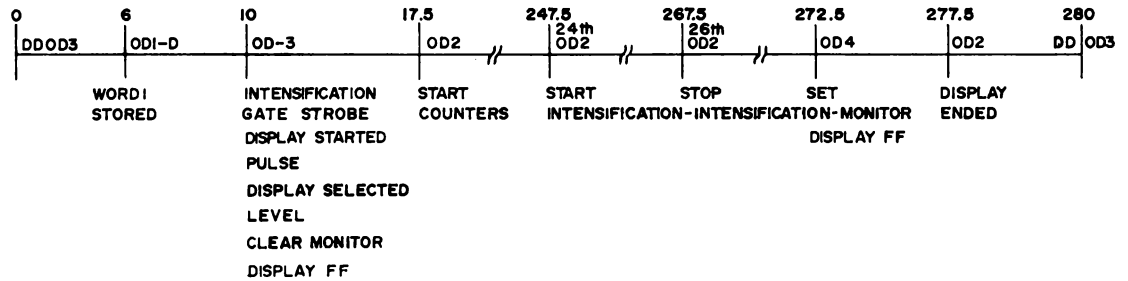 0 6 10 17.5 247.5 267.5 272.5 277.5 280
24th 26th
DDOD3 OD1-D OD-3 OD2 OD2 OD2 OD4 OD2 DD OD3
WORD1 INTENSIFICATION START START STOP SET DISPLAY
STORED GATE STROBE COUNTERS INTENSIFICATION-INTENSIFICATION-MONITOR ENDED
DISPLAY STARTED DISPLAY FF
PULSE
DISPLAY SELECTED
LEVEL
CLEAR MONITOR
DISPLAY FF